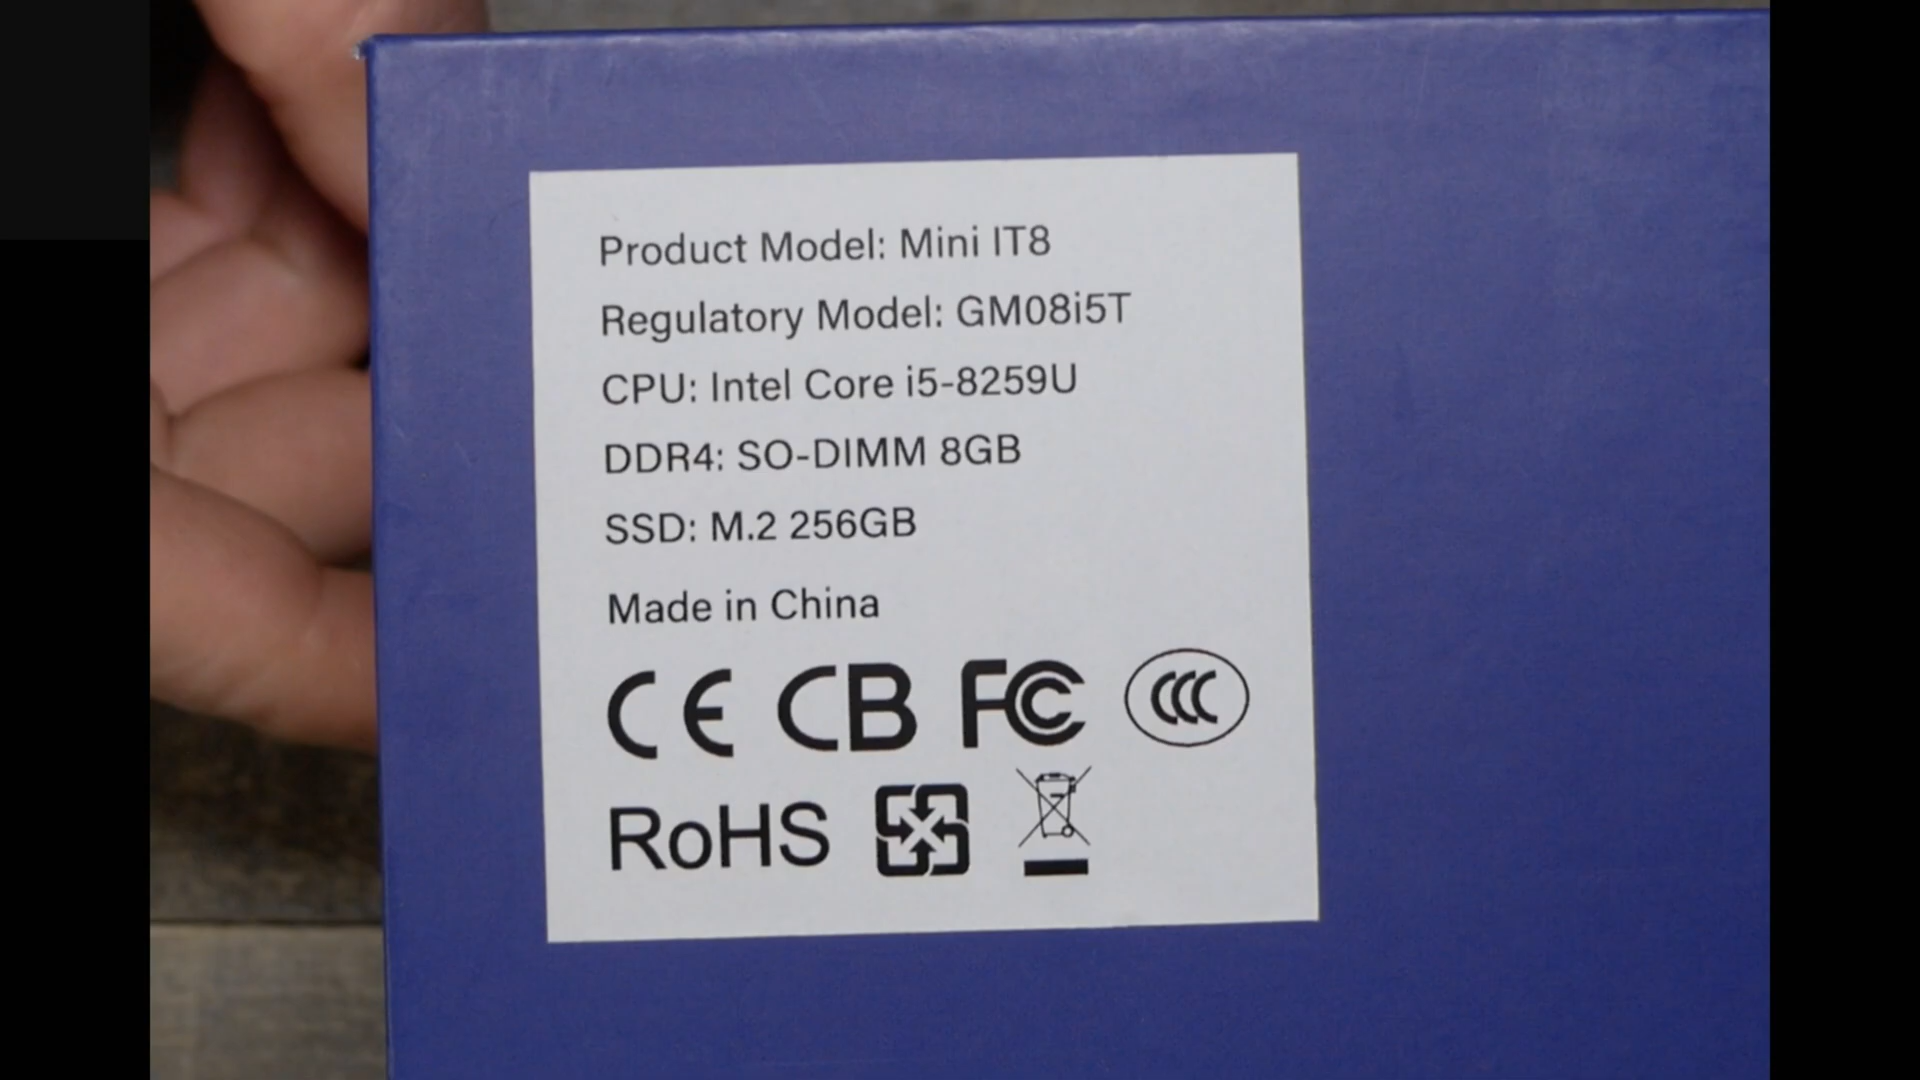 Product Model: Mini IT8
Regulatory Model: GM08i5T
CPU: Intel Core i5-8259U
DDR4: SO-DIMM 8GB
SSD: M.2 256GB
Made in China
CE CB FC CCC
RoHS